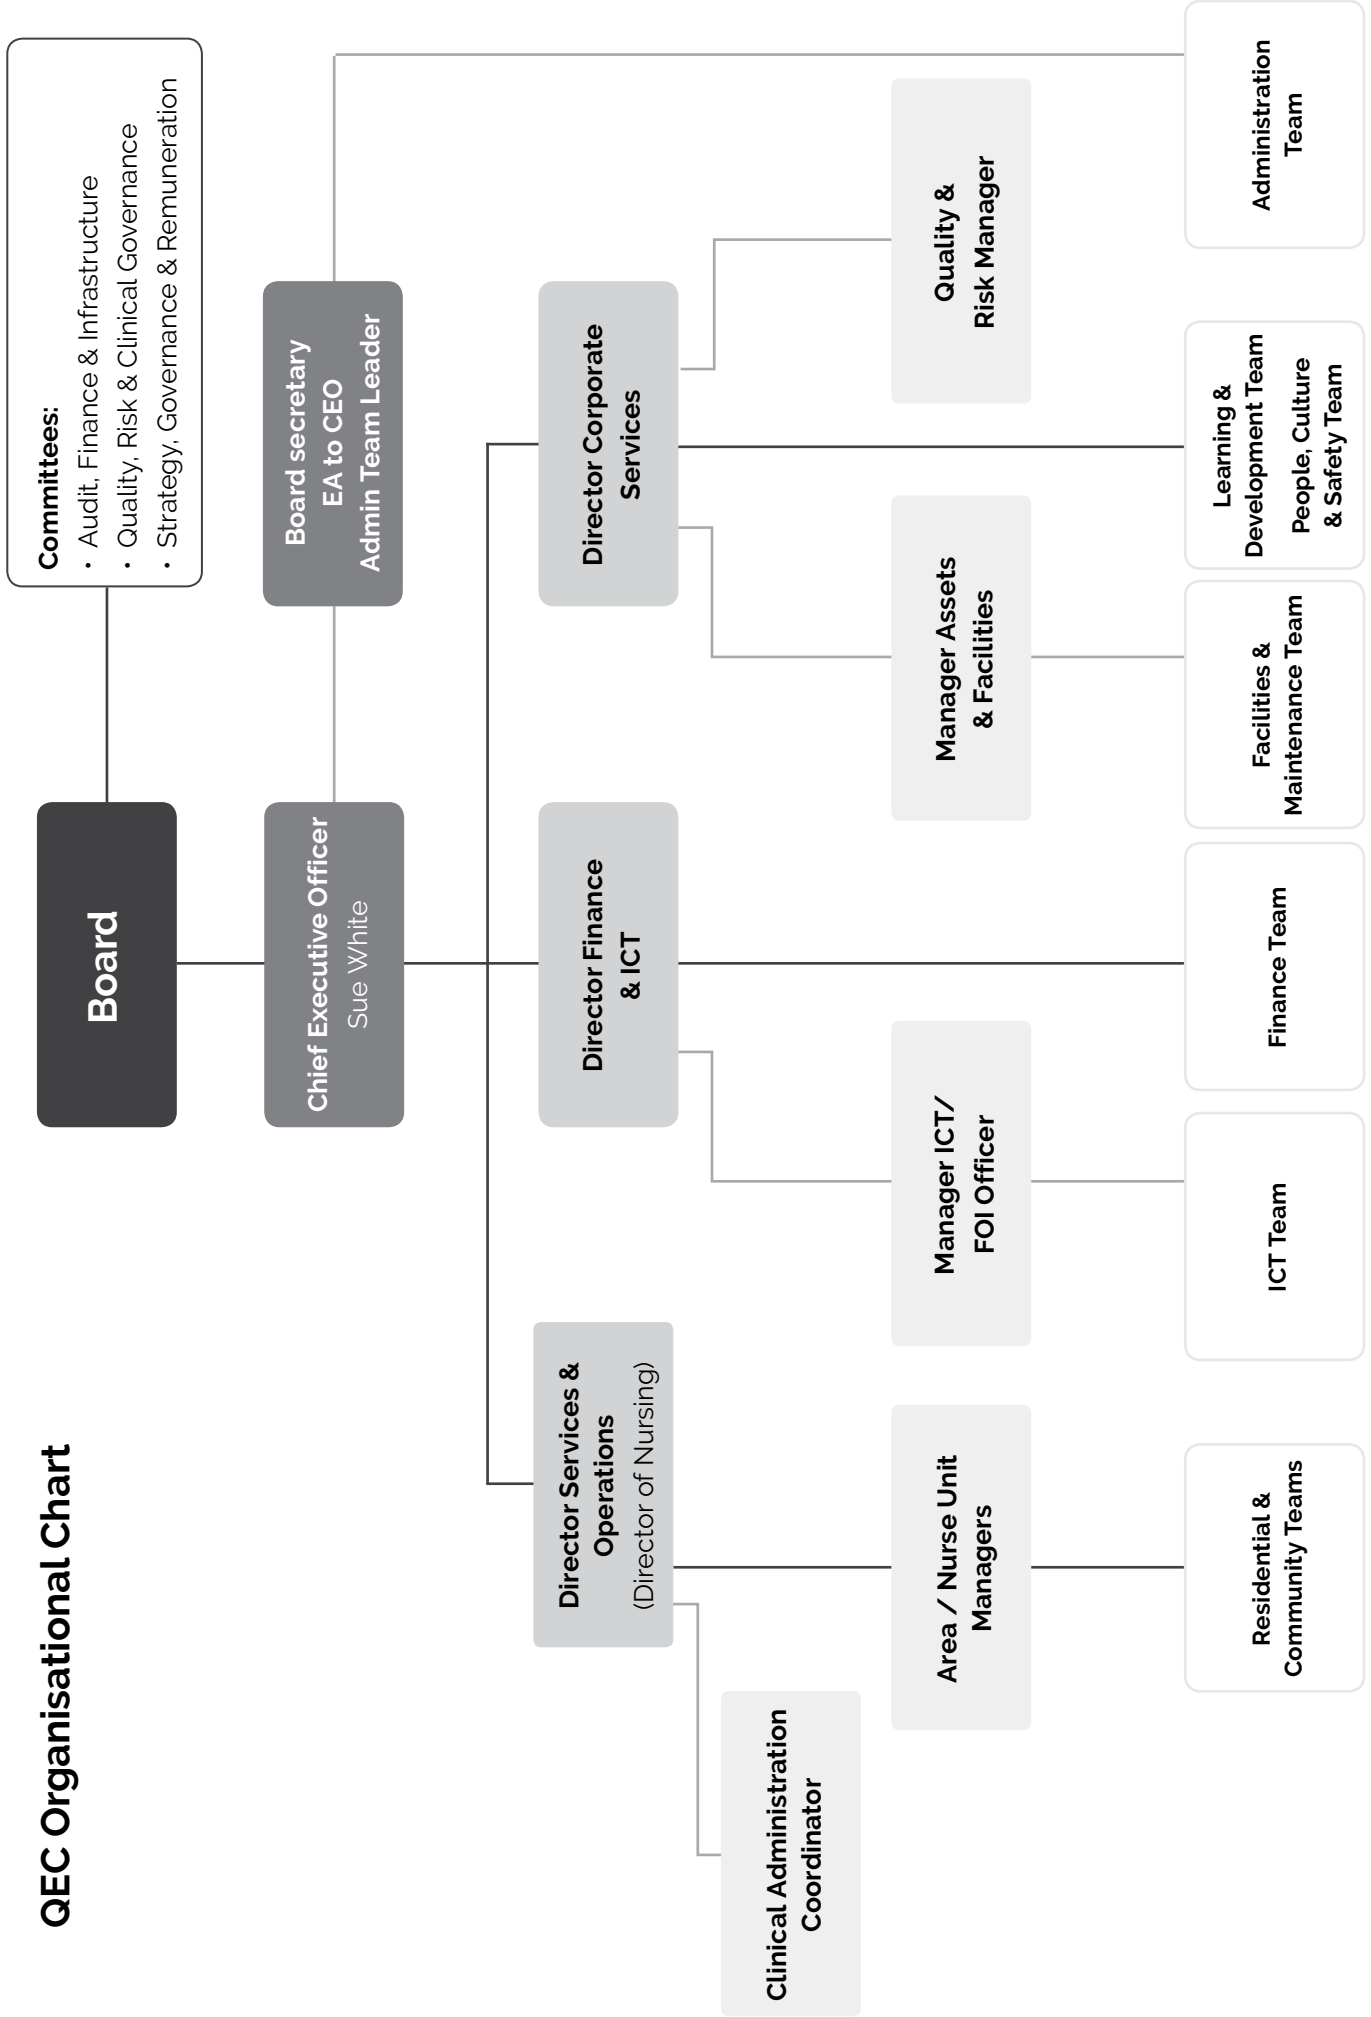 QEC Organisational Chart
Board
Committees:
• Audit, Finance & Infrastructure
• Quality, Risk & Clinical Governance
• Strategy, Governance & Remuneration
Chief Executive Officer
Sue White
Board secretary
EA to CEO
Admin Team Leader
Director Services &
Operations
(Director of Nursing)
Director Finance
& ICT
Director Corporate
Services
Clinical Administration
Coordinator
Area / Nurse Unit
Managers
Manager ICT/
FOI Officer
Manager Assets
& Facilities
Quality &
Risk Manager
Residential &
Community Teams
ICT Team
Finance Team
Facilities &
Maintenance Team
Learning &
Development Team
People, Culture
& Safety Team
Administration
Team